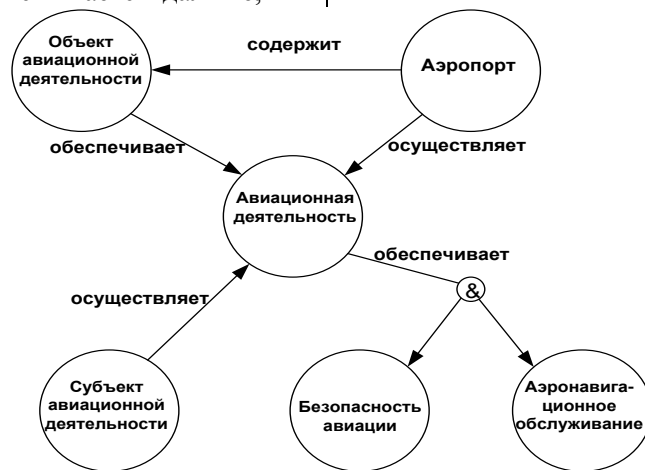 содержит
Объект
авиационной
деятельности
Аэропорт
обеспечивает
осуществляет
Авиационная
деятельность
обеспечивает
&
осуществляет
Субъект
авиационной
деятельности
Безопасность
авиации
Аэронавига-
ционное
обслуживание